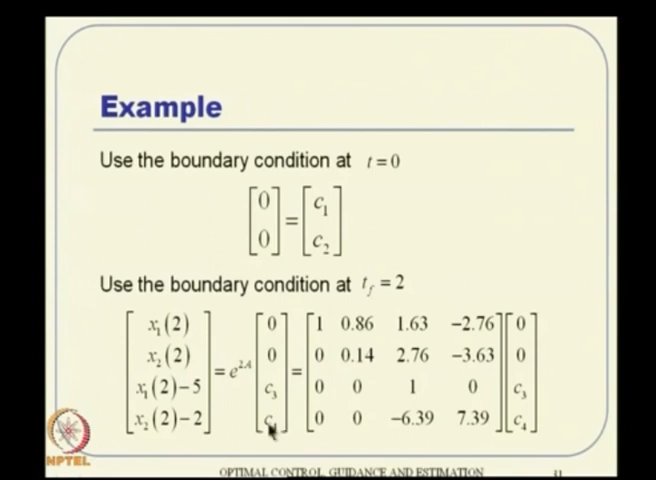 Example
Use the boundary condition at t = 0
[0 0] = [c₁ c₂]
Use the boundary condition at t_f = 2
[x₁(2) x₂(2) x₁(2)−5 x₂(2)−2] = e^{2A} [0 0 c₃ c₄] = [1 0.86 1.63 −2.76
0 0.14 2.76 −3.63
0 0 1 0
0 0 −6.39 7.39] [0 0 c₃ c₄]
NPTEL
OPTIMAL CONTROL, GUIDANCE AND ESTIMATION